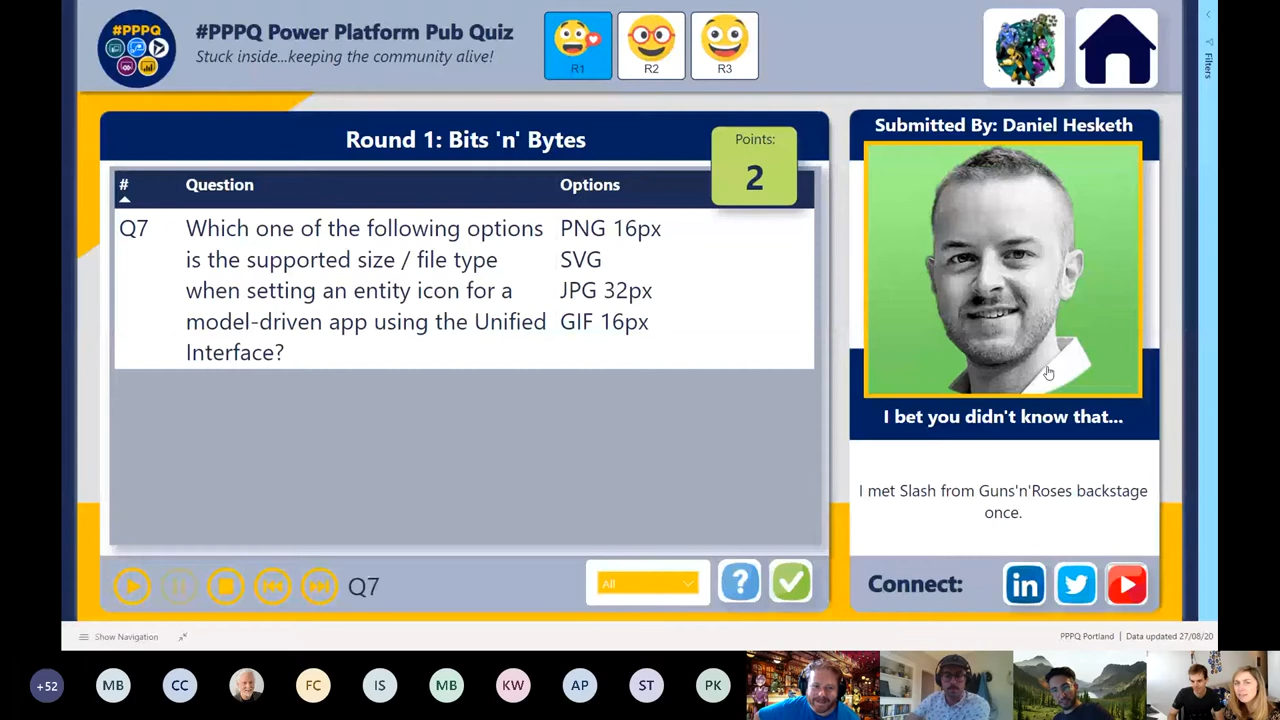 #PPPQ
#PPPQ Power Platform Pub Quiz
Stuck inside...keeping the community alive!
R1
R2
R3
Filters
Round 1: Bits 'n' Bytes
Points:
2
# Question Options
Q7 Which one of the following options PNG 16px
is the supported size / file type SVG
when setting an entity icon for a JPG 32px
model-driven app using the Unified GIF 16px
Interface?
Submitted By: Daniel Hesketh
I bet you didn't know that...
I met Slash from Guns'n'Roses backstage
once.
Q7
All
?
Connect:
in
Show Navigation
PPPQ Portland | Data updated 27/08/20
+52 MB CC FC IS MB KW AP ST PK